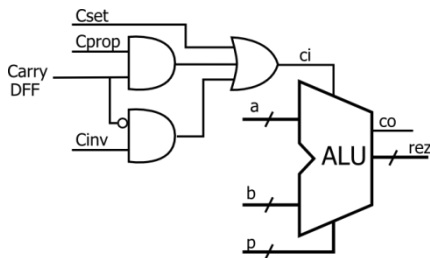 Cset
Cprop
Carry
DFF
Cinv
ci
a
co
ALU
rez
b
p